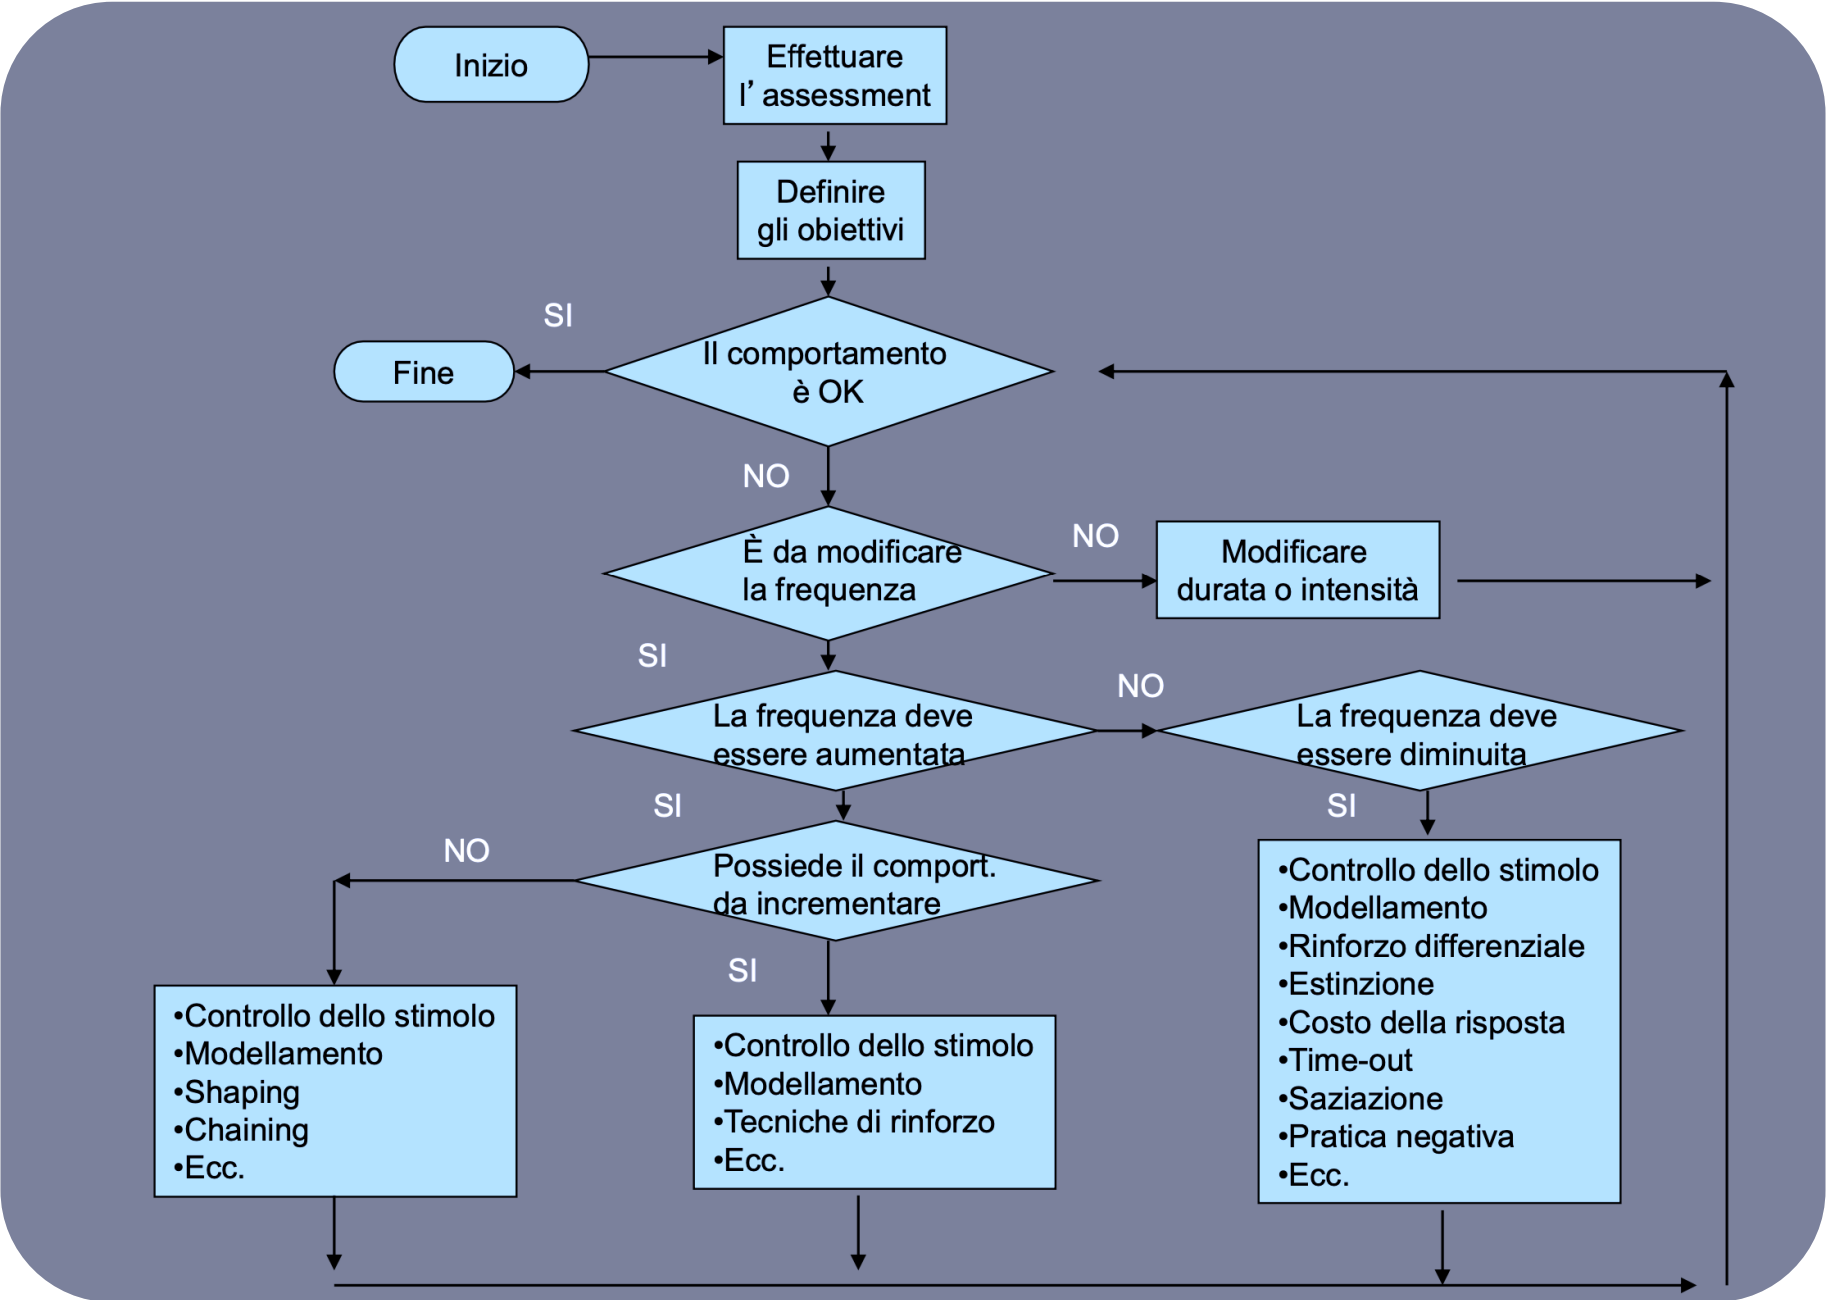 Inizio
Effettuare
l’assessment
Definire
gli obiettivi
SI
Fine
Il comportamento
è OK
NO
È da modificare
la frequenza
NO
Modificare
durata o intensità
SI
La frequenza deve
essere aumentata
NO
La frequenza deve
essere diminuita
SI
SI
NO
Possiede il comport.
da incrementare
SI
•Controllo dello stimolo
•Modellamento
•Shaping
•Chaining
•Ecc.
•Controllo dello stimolo
•Modellamento
•Tecniche di rinforzo
•Ecc.
•Controllo dello stimolo
•Modellamento
•Rinforzo differenziale
•Estinzione
•Costo della risposta
•Time-out
•Saziazione
•Pratica negativa
•Ecc.